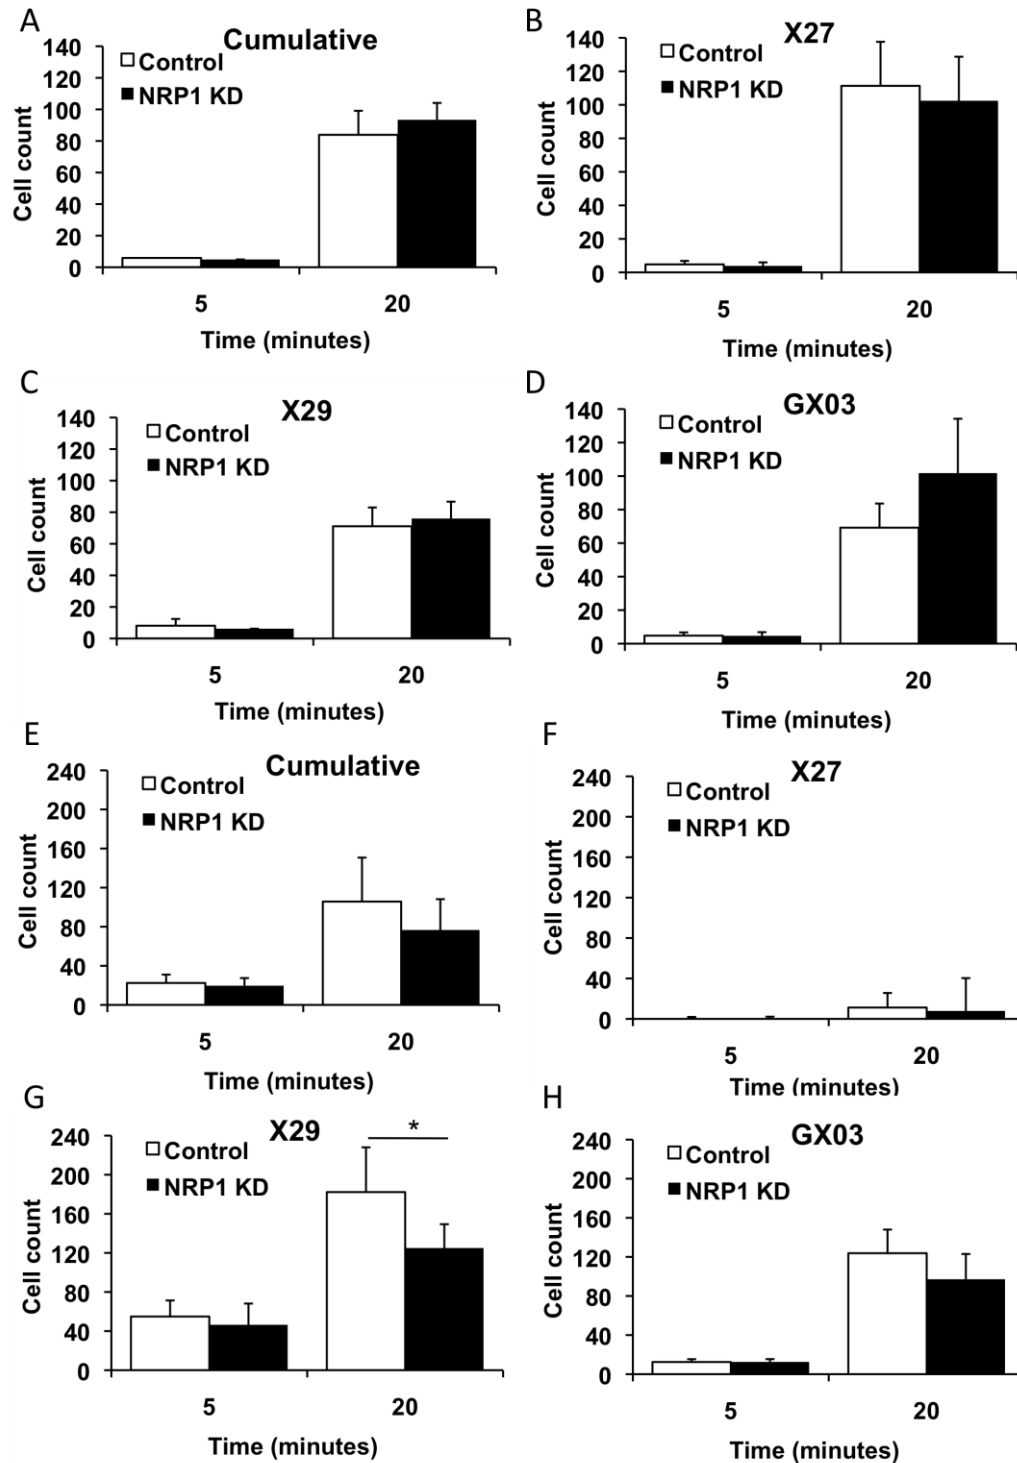 A
Cumulative
140
120
100
80
60
40
20
0
Cell count
□ Control
■ NRP1 KD
5
20
Time (minutes)
B
X27
140
120
100
80
60
40
20
0
Cell count
□ Control
■ NRP1 KD
5
20
Time (minutes)
C
X29
140
120
100
80
60
40
20
0
Cell count
□ Control
■ NRP1 KD
5
20
Time (minutes)
D
GX03
140
120
100
80
60
40
20
0
Cell count
□ Control
■ NRP1 KD
5
20
Time (minutes)
E
Cumulative
240
200
160
120
80
40
0
Cell count
□ Control
■ NRP1 KD
5
20
Time (minutes)
F
X27
240
200
160
120
80
40
0
Cell count
□ Control
■ NRP1 KD
5
20
Time (minutes)
G
X29
240
200
160
120
80
40
0
Cell count
□ Control
■ NRP1 KD
*
5
20
Time (minutes)
H
GX03
240
200
160
120
80
40
0
Cell count
□ Control
■ NRP1 KD
5
20
Time (minutes)